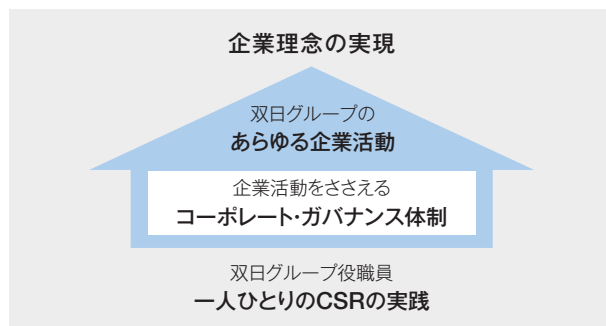 企業理念の実現
双日グループの
あらゆる企業活動
企業活動をささえる
コーポレート・ガバナンス体制
双日グループ役職員
一人ひとりのCSRの実践